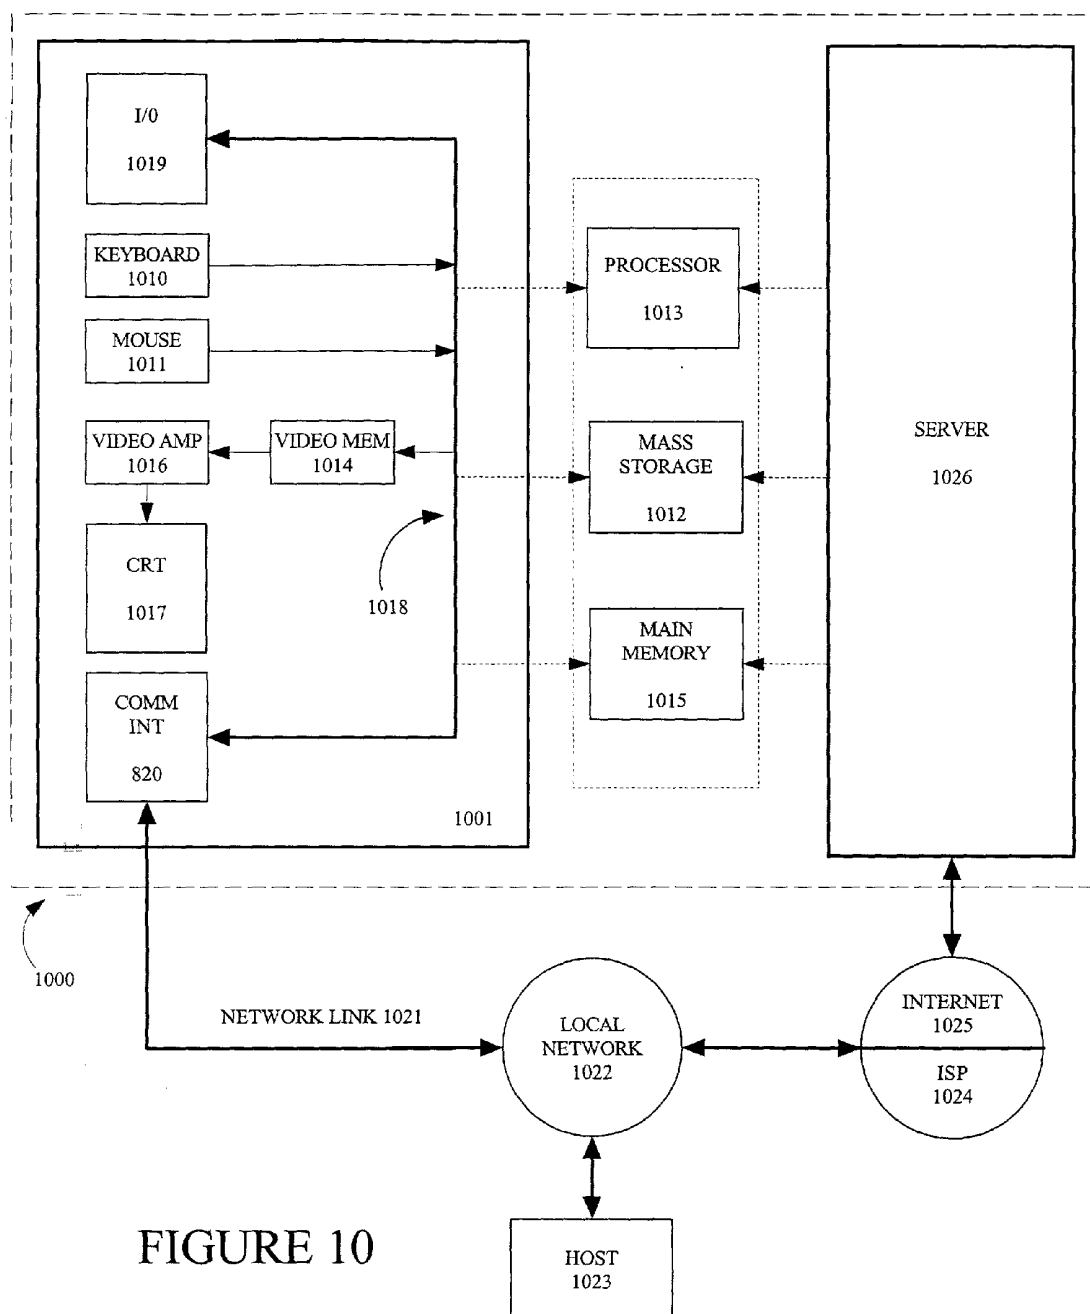 I/0
1019
KEYBOARD
1010
MOUSE
1011
VIDEO AMP
1016
VIDEO MEM
1014
CRT
1017
1018
COMM
INT
820
1001
PROCESSOR
1013
MASS
STORAGE
1012
MAIN
MEMORY
1015
SERVER
1026
1000
NETWORK LINK 1021
LOCAL
NETWORK
1022
INTERNET
1025
ISP
1024
HOST
1023
FIGURE 10